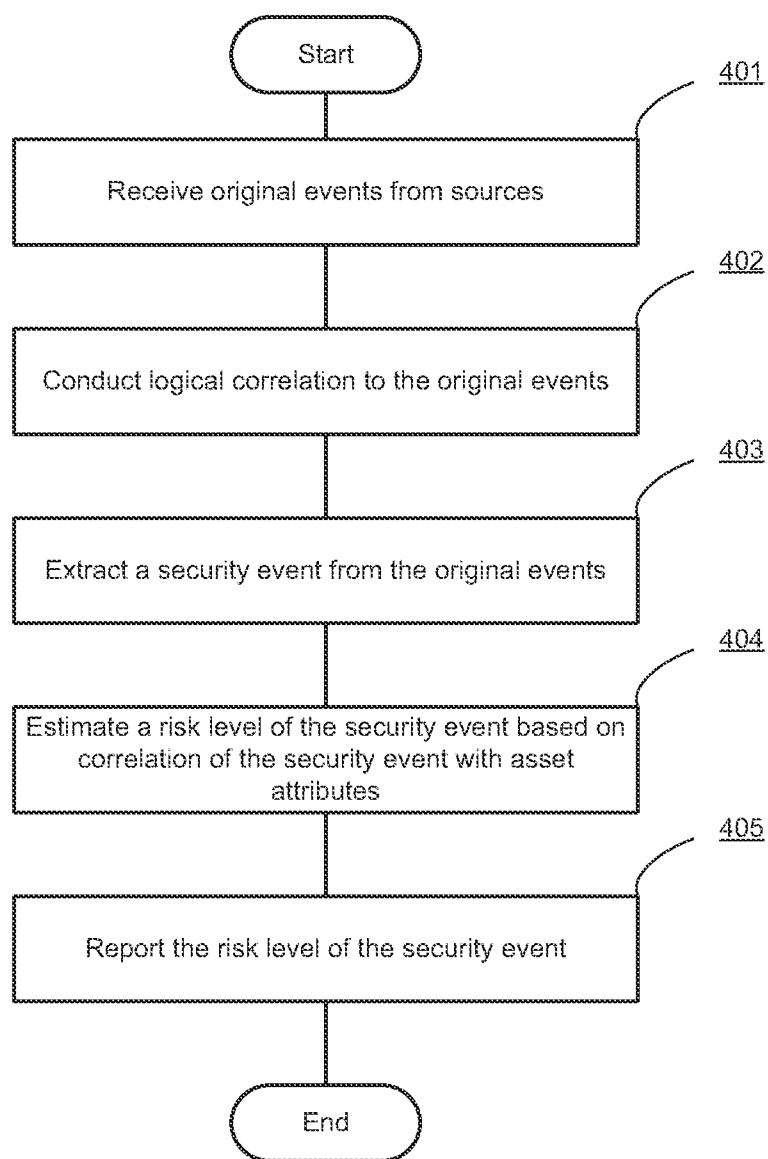 Start
401
Receive original events from sources
402
Conduct logical correlation to the original events
403
Extract a security event from the original events
404
Estimate a risk level of the security event based on
correlation of the security event with asset
attributes
405
Report the risk level of the security event
End